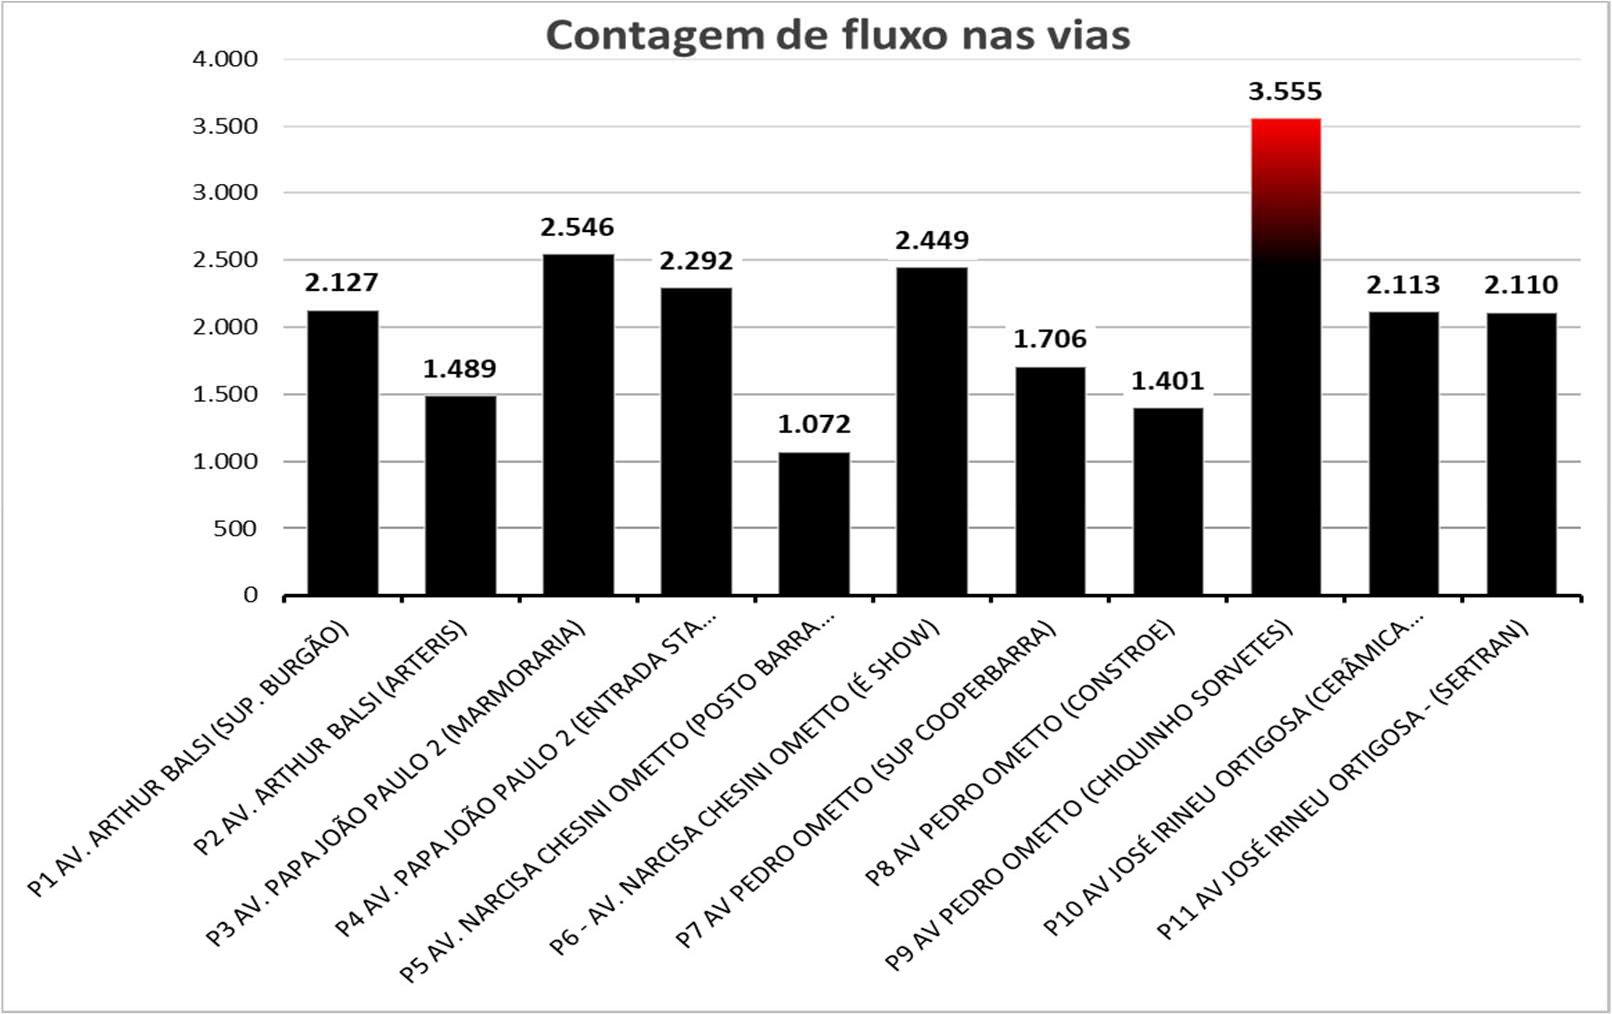 Contagem de fluxo nas vias
4.000
3.500
3.000
2.500
2.000
1.500
1.000
500
0
2.127
1.489
2.546
2.292
1.072
2.449
1.706
1.401
3.555
2.113
2.110
P1 AV. ARTHUR BALSI (SUP. BURGÃO)
P2 AV. ARTHUR BALSI (ARTERIS)
P3 AV. PAPA JOÃO PAULO 2 (MARMORARIA)
P4 AV. PAPA JOÃO PAULO 2 (ENTRADA STA...
P5 AV. NARCISA CHESINI OMETTO (POSTO BARRA...
P6 - AV. NARCISA CHESINI OMETTO (É SHOW)
P7 AV PEDRO OMETTO (SUP COOPERBARRA)
P8 AV PEDRO OMETTO (CONSTROE)
P9 AV PEDRO OMETTO (CHIQUINHO SORVETES)
P10 AV JOSÉ IRINEU ORTIGOSA (CERÂMICA...
P11 AV JOSÉ IRINEU ORTIGOSA - (SERTRAN)